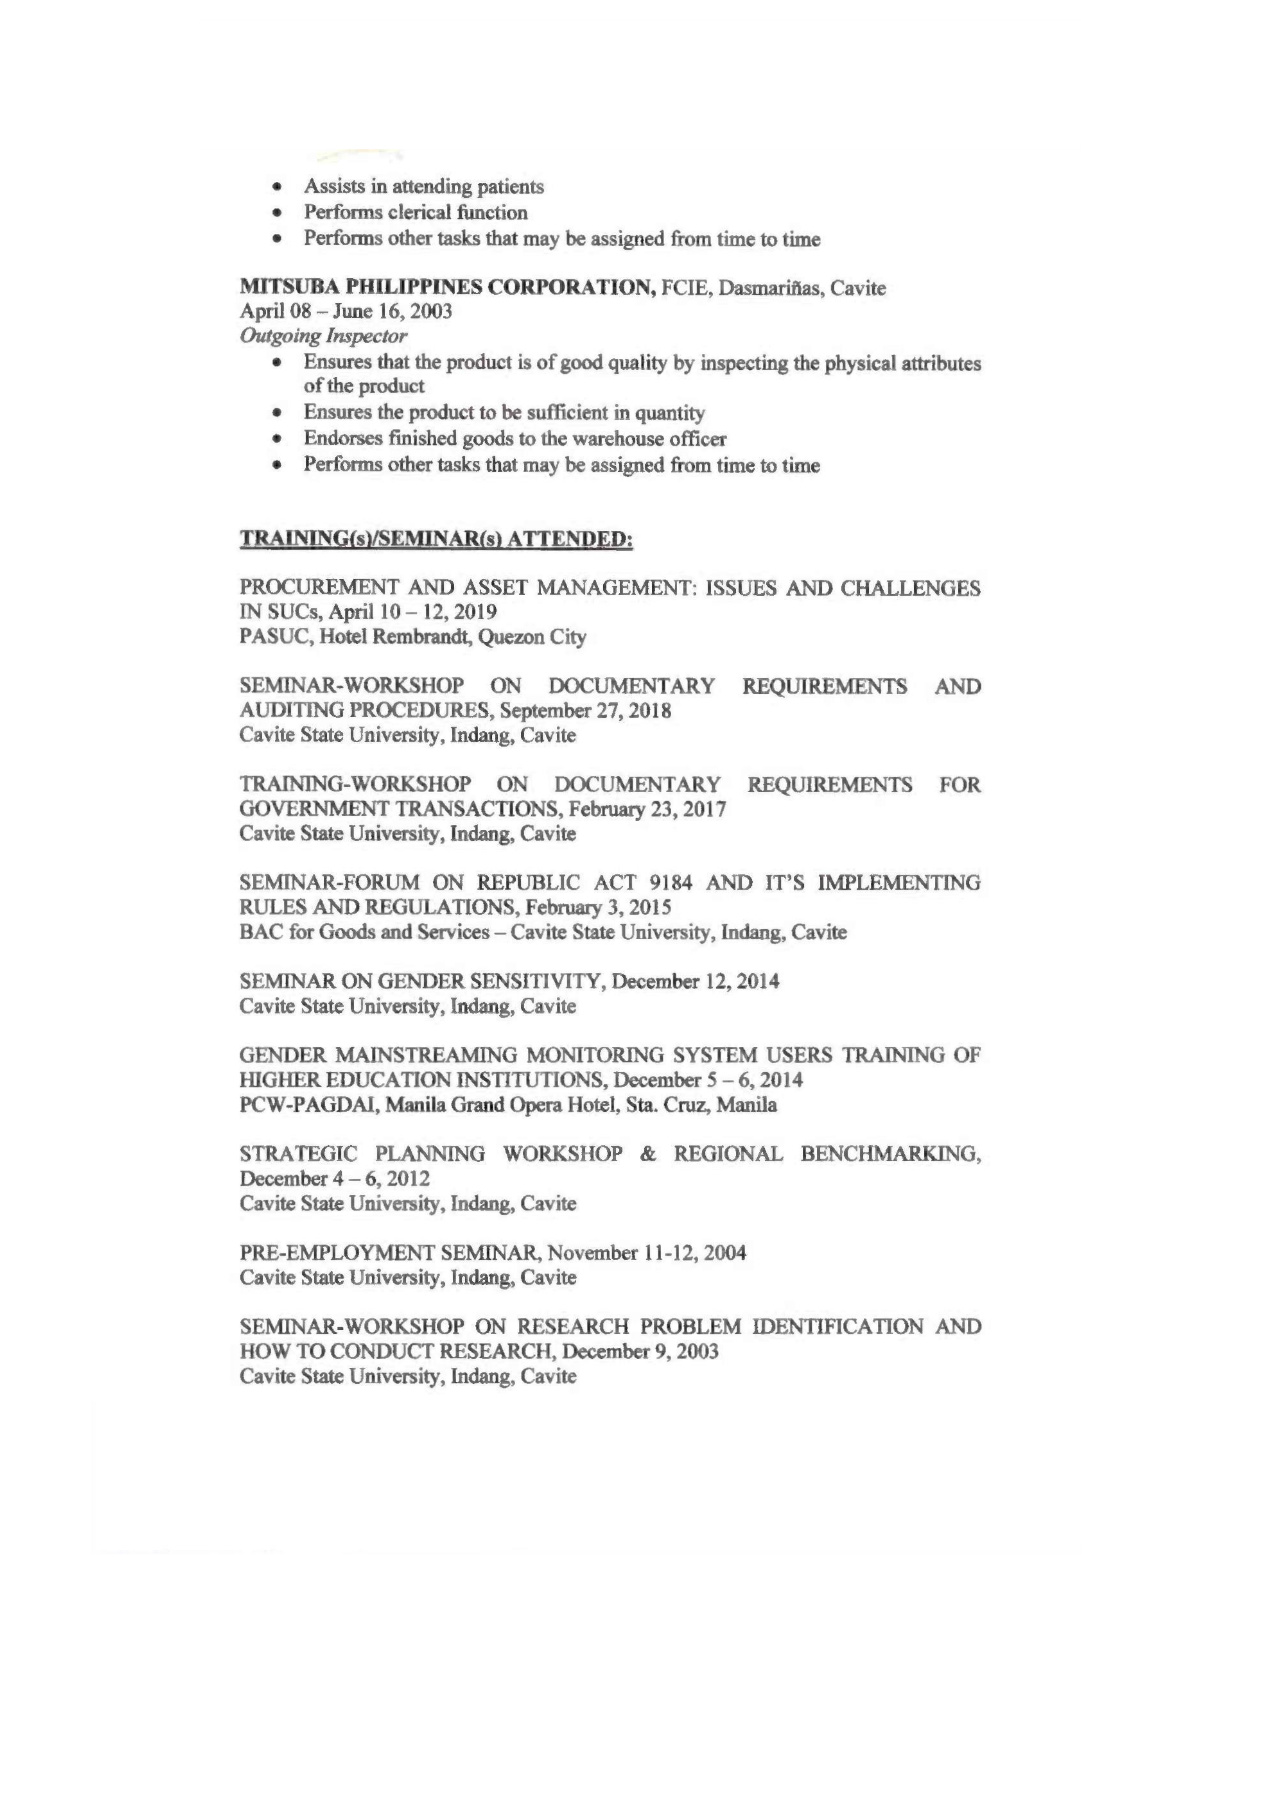 • Assists in attending patients
• Performs clerical function
• Performs other tasks that may be assigned from time to time
MITSUBA PHILIPPINES CORPORATION, FCIE, Dasmariñas, Cavite
April 08 – June 16, 2003
Outgoing Inspector
• Ensures that the product is of good quality by inspecting the physical attributes
of the product
• Ensures the product to be sufficient in quantity
• Endorses finished goods to the warehouse officer
• Performs other tasks that may be assigned from time to time
TRAINING(s)/SEMINAR(s) ATTENDED:
PROCUREMENT AND ASSET MANAGEMENT: ISSUES AND CHALLENGES
IN SUCs, April 10 – 12, 2019
PASUC, Hotel Rembrandt, Quezon City
SEMINAR-WORKSHOP ON DOCUMENTARY REQUIREMENTS AND
AUDITING PROCEDURES, September 27, 2018
Cavite State University, Indang, Cavite
TRAINING-WORKSHOP ON DOCUMENTARY REQUIREMENTS FOR
GOVERNMENT TRANSACTIONS, February 23, 2017
Cavite State University, Indang, Cavite
SEMINAR-FORUM ON REPUBLIC ACT 9184 AND IT'S IMPLEMENTING
RULES AND REGULATIONS, February 3, 2015
BAC for Goods and Services – Cavite State University, Indang, Cavite
SEMINAR ON GENDER SENSITIVITY, December 12, 2014
Cavite State University, Indang, Cavite
GENDER MAINSTREAMING MONITORING SYSTEM USERS TRAINING OF
HIGHER EDUCATION INSTITUTIONS, December 5 – 6, 2014
PCW-PAGDAI, Manila Grand Opera Hotel, Sta. Cruz, Manila
STRATEGIC PLANNING WORKSHOP & REGIONAL BENCHMARKING,
December 4 – 6, 2012
Cavite State University, Indang, Cavite
PRE-EMPLOYMENT SEMINAR, November 11-12, 2004
Cavite State University, Indang, Cavite
SEMINAR-WORKSHOP ON RESEARCH PROBLEM IDENTIFICATION AND
HOW TO CONDUCT RESEARCH, December 9, 2003
Cavite State University, Indang, Cavite